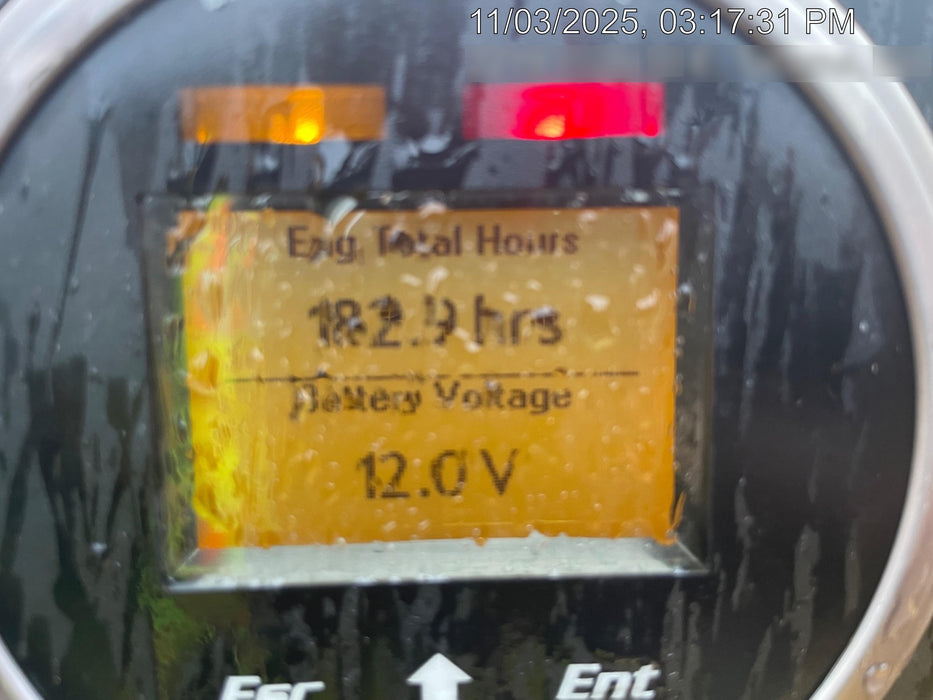 11/03/2025, 03:17:31 PM
Eng Total Hours
182.9 hrs
Battery Voltage
12.0 V
Esc
Ent